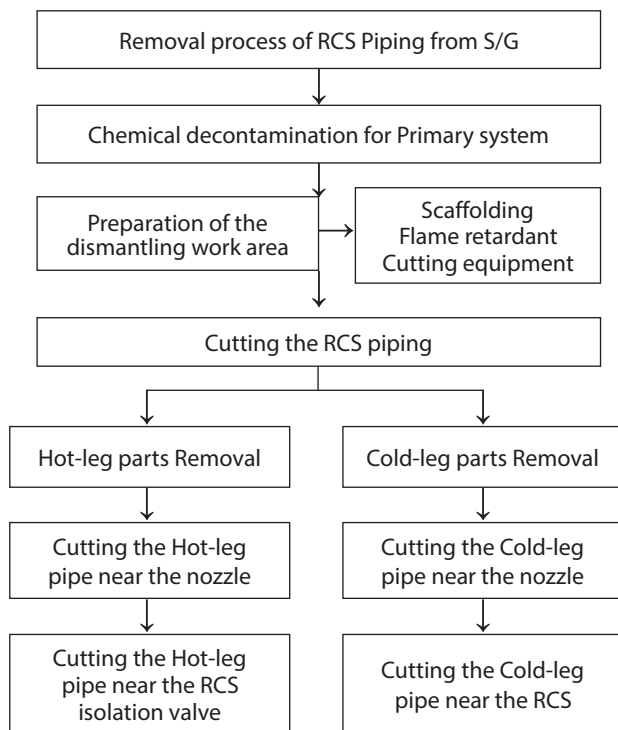 Removal process of RCS Piping from S/G
Chemical decontamination for Primary system
Preparation of the
dismantling work area
Scaffolding
Flame retardant
Cutting equipment
Cutting the RCS piping
Hot-leg parts Removal
Cold-leg parts Removal
Cutting the Hot-leg
pipe near the nozzle
Cutting the Cold-leg
pipe near the nozzle
Cutting the Hot-leg
pipe near the RCS
isolation valve
Cutting the Cold-leg
pipe near the RCS